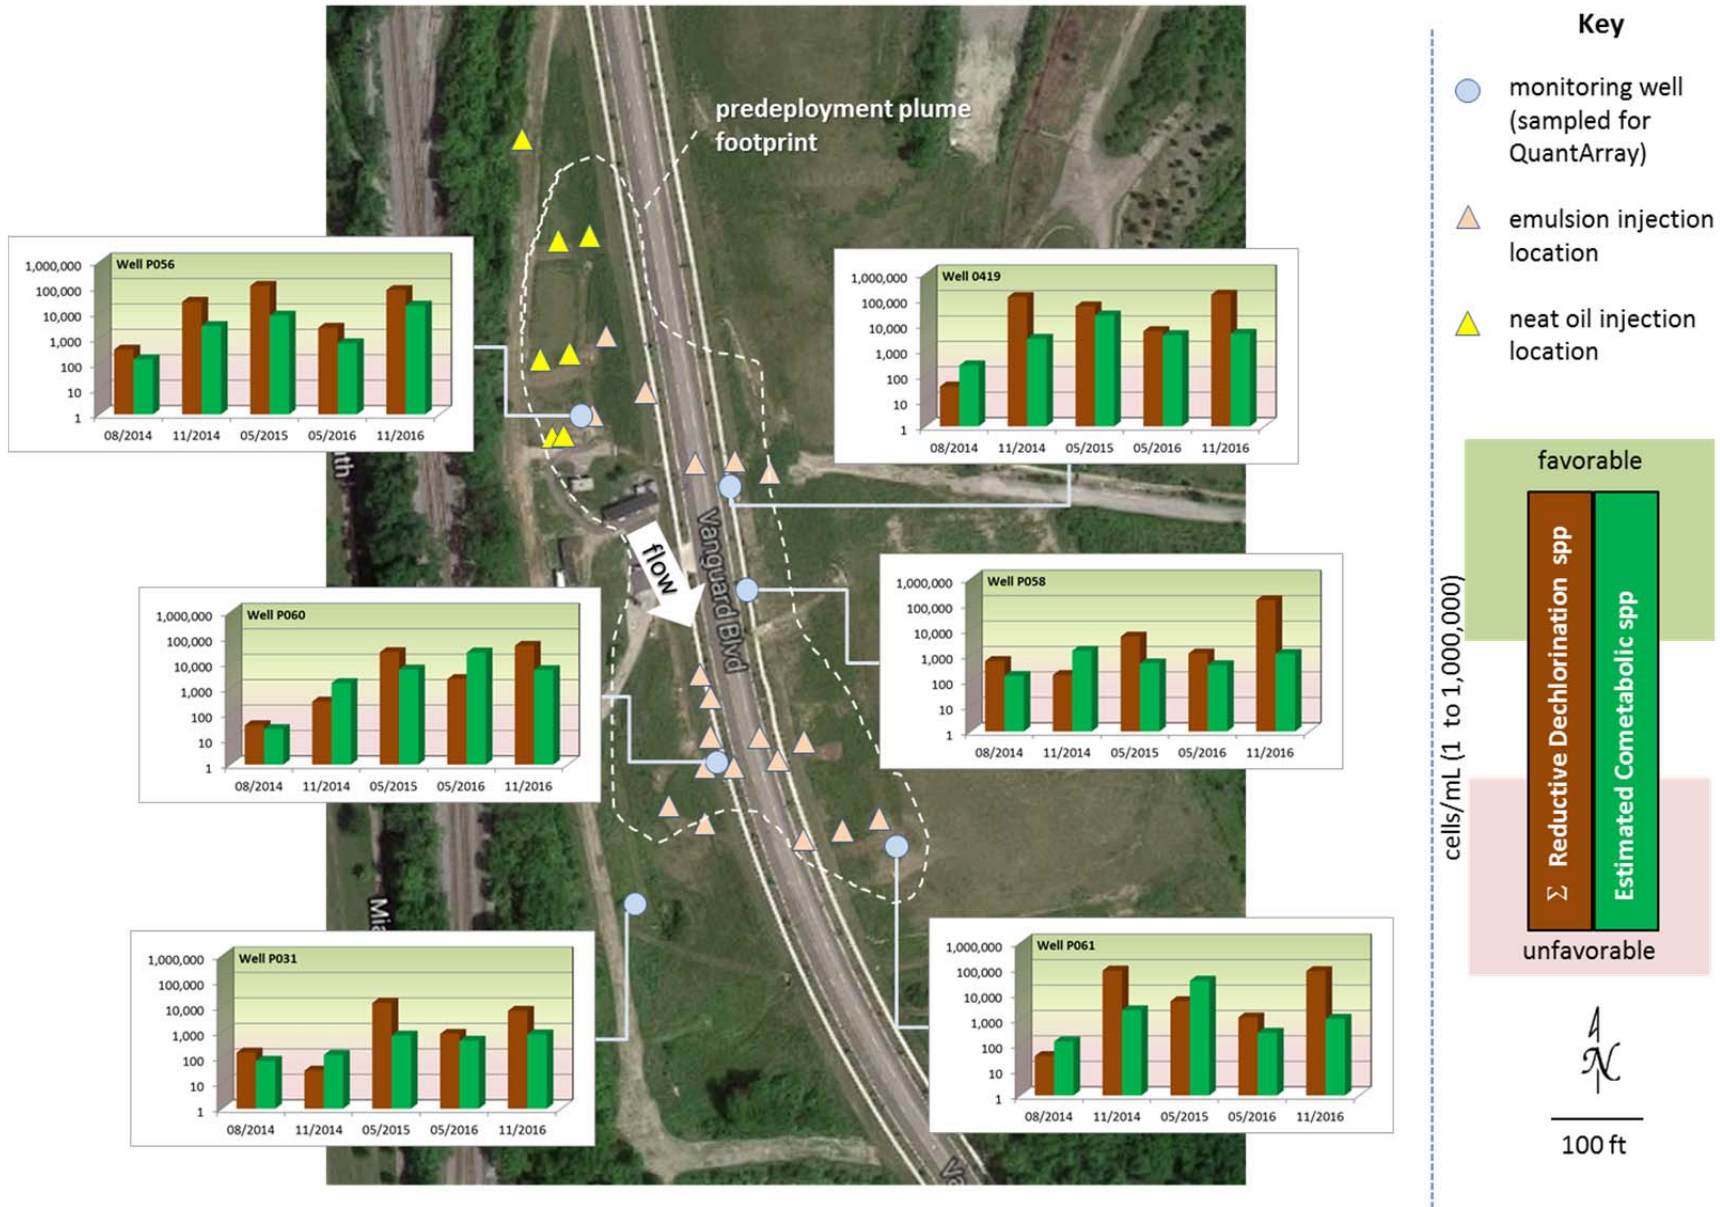 Key
monitoring well
(sampled for
QuantArray)
emulsion injection
location
neat oil injection
location
predeployment plume
footprint
Well P056
1,000,000
100,000
10,000
1,000
100
10
1
08/2014 11/2014 05/2015 05/2016 11/2016
Well 0419
1,000,000
100,000
10,000
1,000
100
10
1
08/2014 11/2014 05/2015 05/2016 11/2016
flow
Vanguard Blvd
Well P060
1,000,000
100,000
10,000
1,000
100
10
1
08/2014 11/2014 05/2015 05/2016 11/2016
Well P058
1,000,000
100,000
10,000
1,000
100
10
1
08/2014 11/2014 05/2015 05/2016 11/2016
Well P031
1,000,000
100,000
10,000
1,000
100
10
1
08/2014 11/2014 05/2015 05/2016 11/2016
Well P061
1,000,000
100,000
10,000
1,000
100
10
1
08/2014 11/2014 05/2015 05/2016 11/2016
Mia
Va
favorable
cells/mL (1 to 1,000,000)
Σ Reductive Dechlorination spp
Estimated Cometabolic spp
unfavorable
N
100 ft